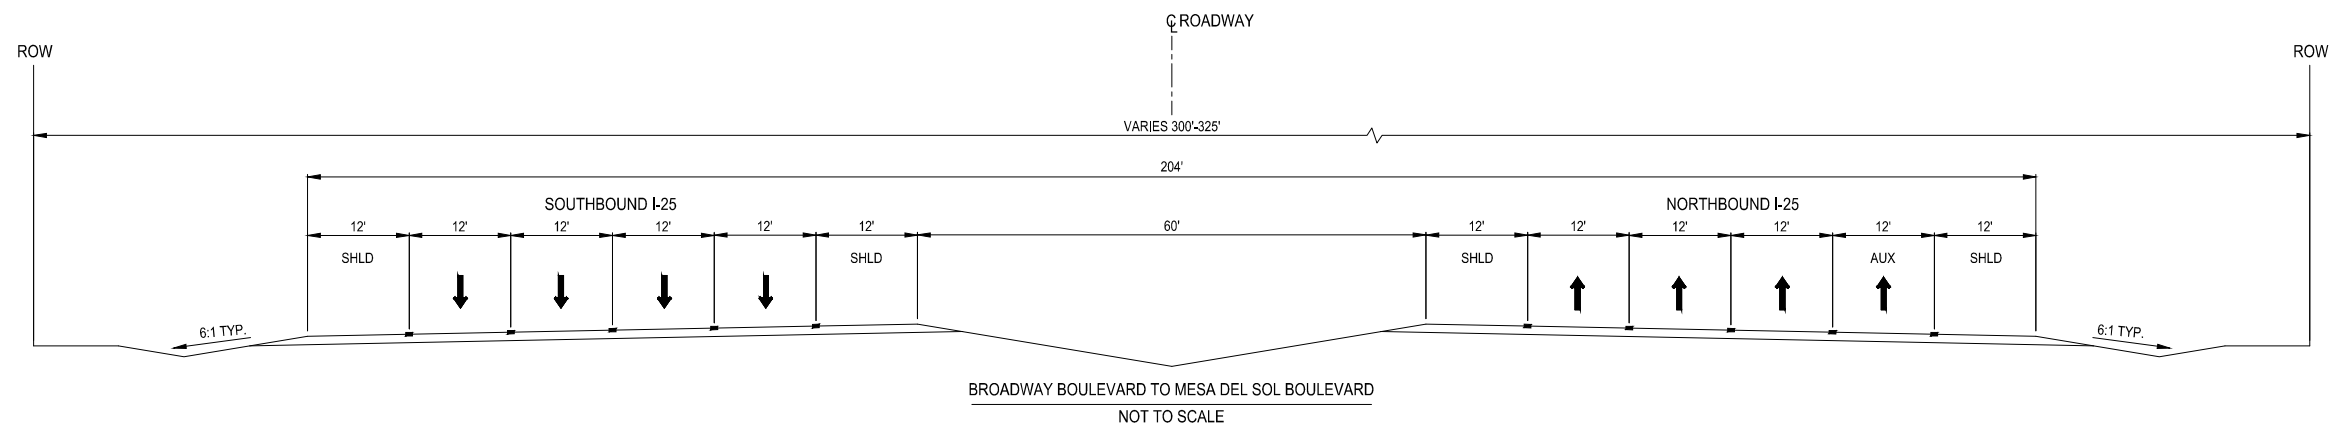 ℄ ROADWAY
ROW
ROW
VARIES 300'-325'
204'
SOUTHBOUND I-25
NORTHBOUND I-25
12' 12' 12' 12' 12' 12' 60' 12' 12' 12' 12' 12' 12'
SHLD SHLD SHLD AUX SHLD
6:1 TYP. 6:1 TYP.
BROADWAY BOULEVARD TO MESA DEL SOL BOULEVARD
NOT TO SCALE